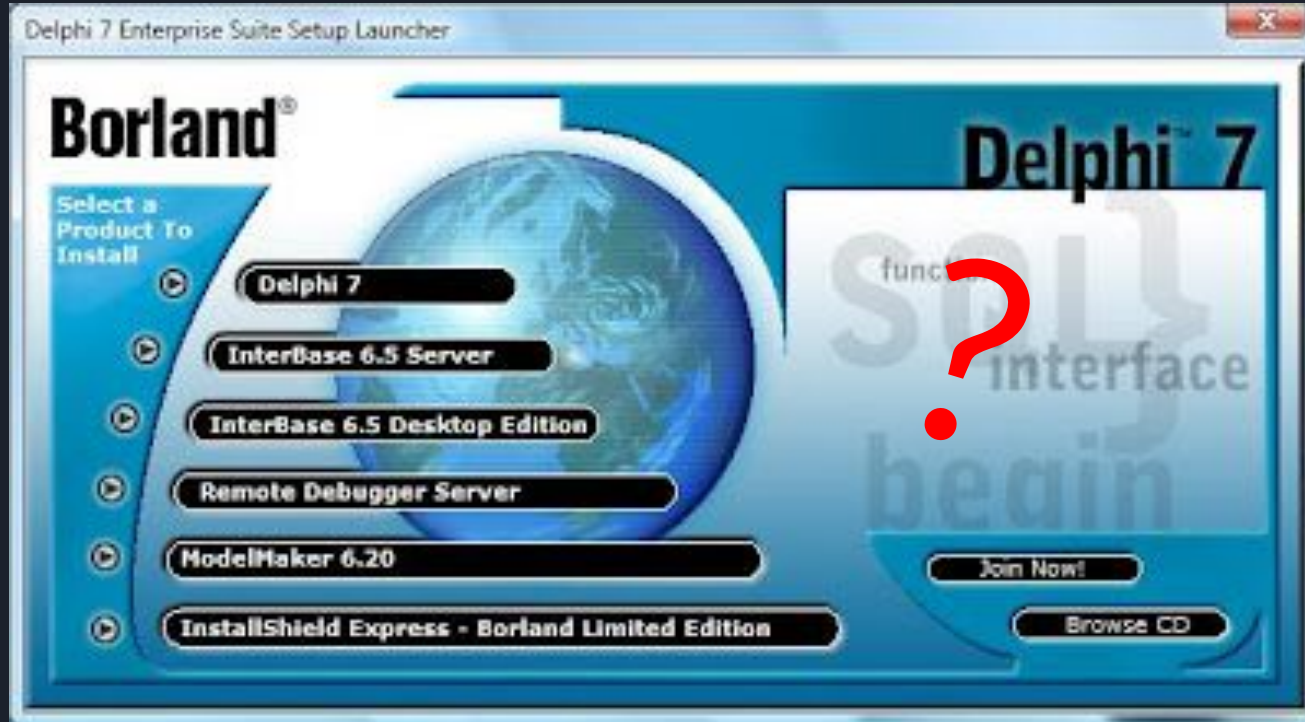 Delphi 7 Enterprise Suite Setup Launcher
Borland®
Delphi™ 7
Select a
Product To
Install
Delphi 7
InterBase 6.5 Server
InterBase 6.5 Desktop Edition
Remote Debugger Server
ModelMaker 6.20
InstallShield Express - Borland Limited Edition
SQL}
?
interface
begin
Join Now!
Browse CD